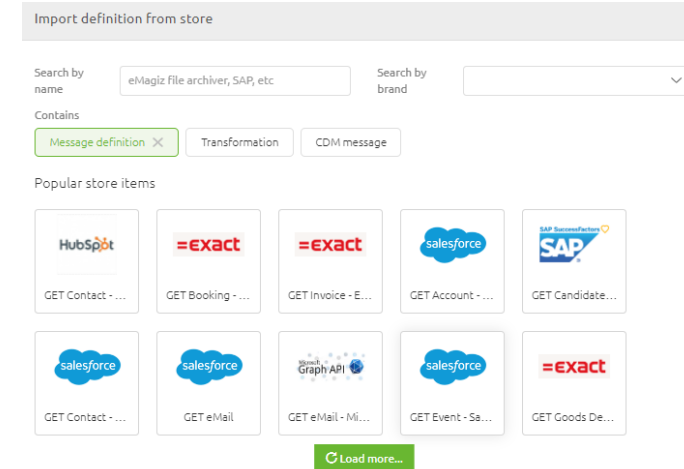 Import definition from store
Search by
name
eMagiz file archiver, SAP, etc
Search by
brand
Contains
Message definition ×
Transformation
CDM message
Popular store items
HubSpot
=exact
=exact
salesforce
SAP SuccessFactors
SAP
GET Contact - ...
GET Booking - ...
GET Invoice - E...
GET Account - ...
GET Candidate...
salesforce
salesforce
Microsoft
Graph API
salesforce
=exact
GET Contact - ...
GET eMail
GET eMail - Mi...
GET Event - Sa...
GET Goods De...
Load more...